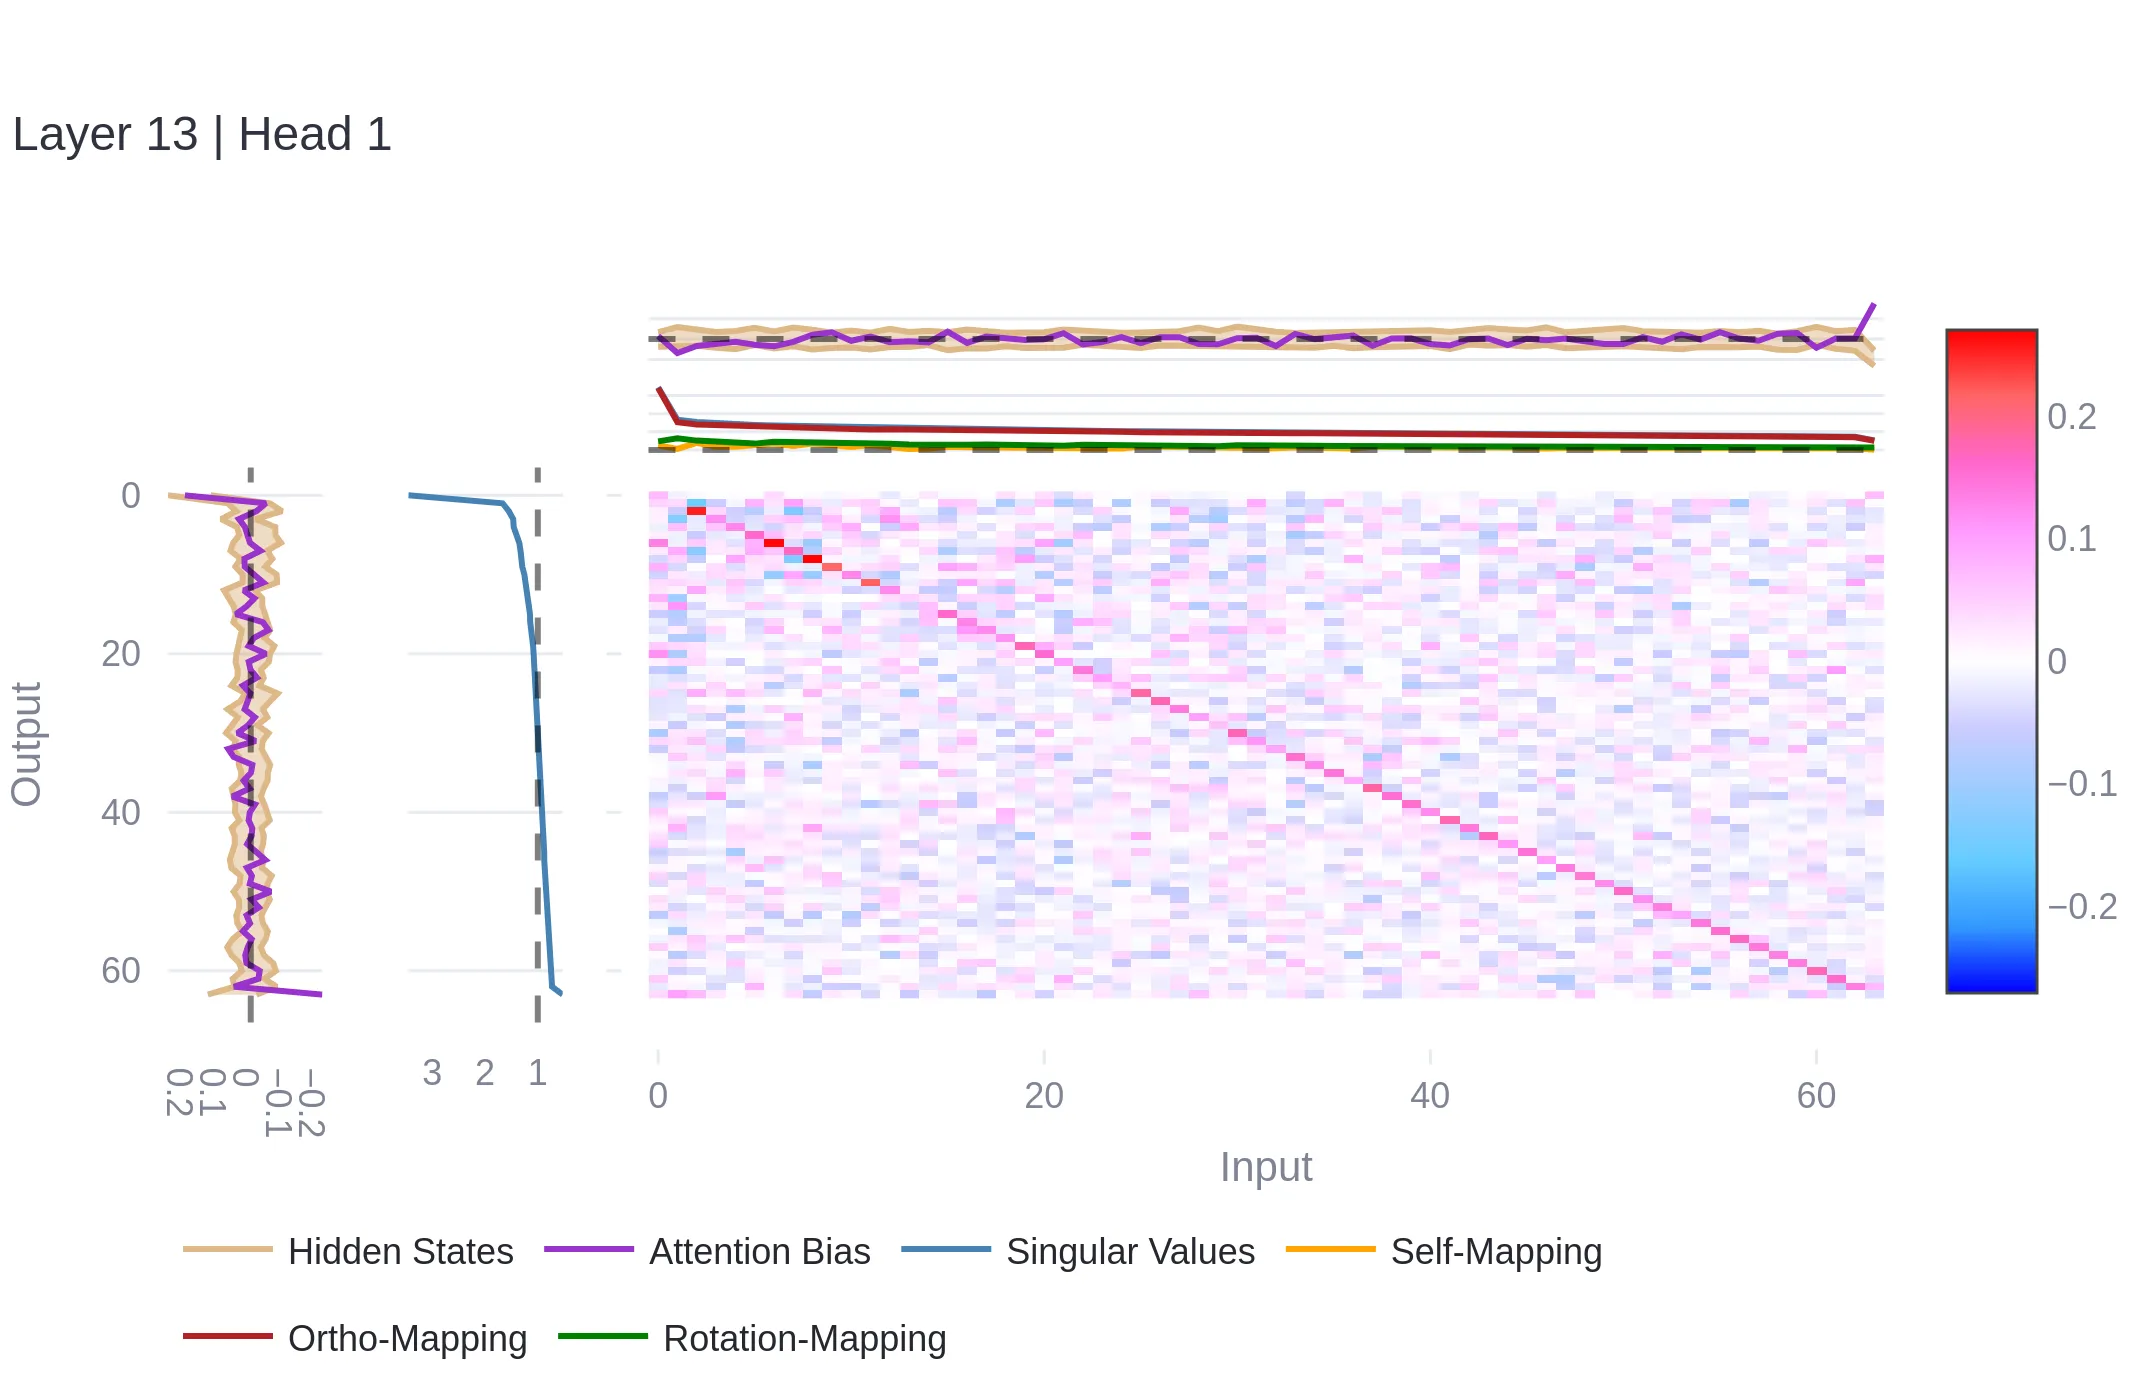 Layer 13 | Head 1
0
20
40
60
Output
0.2
0.1
0
−0.1
−0.2
3 2 1
0 20 40 60
Input
0.2
0.1
0
−0.1
−0.2
Hidden States Attention Bias Singular Values Self-Mapping
Ortho-Mapping Rotation-Mapping